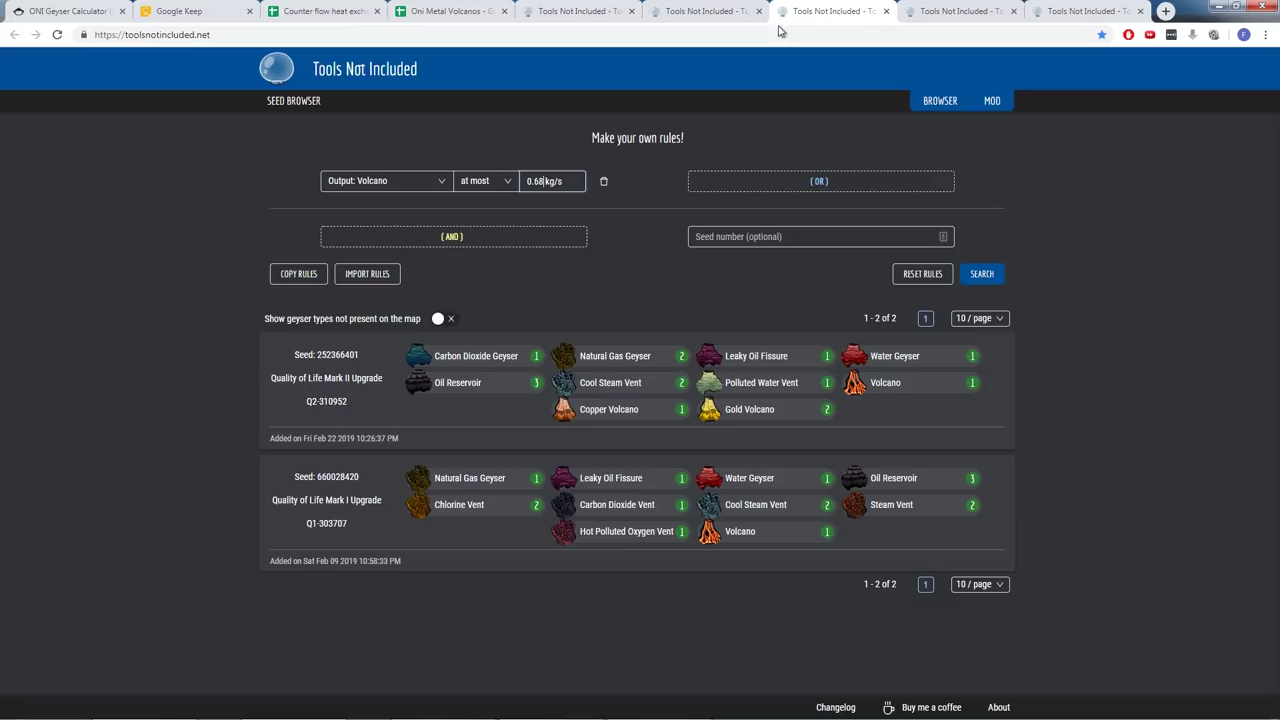 ONI Geyser Calculator (
Google Keep
Counter flow heat exch
Oni Metal Volcanos - G
Tools Not Included - To
Tools Not Included - To
Tools Not Included - To
Tools Not Included - To
Tools Not Included - To
https://toolsnotincluded.net
F
Tools Not Included
SEED BROWSER
BROWSER
MOD
Make your own rules!
Output: Volcano
at most
0.68 kg/s
( OR )
( AND )
Seed number (optional)
COPY RULES
IMPORT RULES
RESET RULES
SEARCH
Show geyser types not present on the map
1 - 2 of 2
1
10 / page
Seed: 252366401
Quality of Life Mark II Upgrade
Q2-310952
Carbon Dioxide Geyser 1
Natural Gas Geyser 2
Leaky Oil Fissure 1
Water Geyser 1
Oil Reservoir 3
Cool Steam Vent 2
Polluted Water Vent 1
Volcano 1
Copper Volcano 1
Gold Volcano 2
Added on Fri Feb 22 2019 10:26:37 PM
Seed: 660028420
Quality of Life Mark I Upgrade
Q1-303707
Natural Gas Geyser 1
Leaky Oil Fissure 1
Water Geyser 1
Oil Reservoir 3
Chlorine Vent 2
Carbon Dioxide Vent 1
Cool Steam Vent 2
Steam Vent 2
Hot Polluted Oxygen Vent 1
Volcano 1
Added on Sat Feb 09 2019 10:58:33 PM
1 - 2 of 2
1
10 / page
Changelog
Buy me a coffee
About